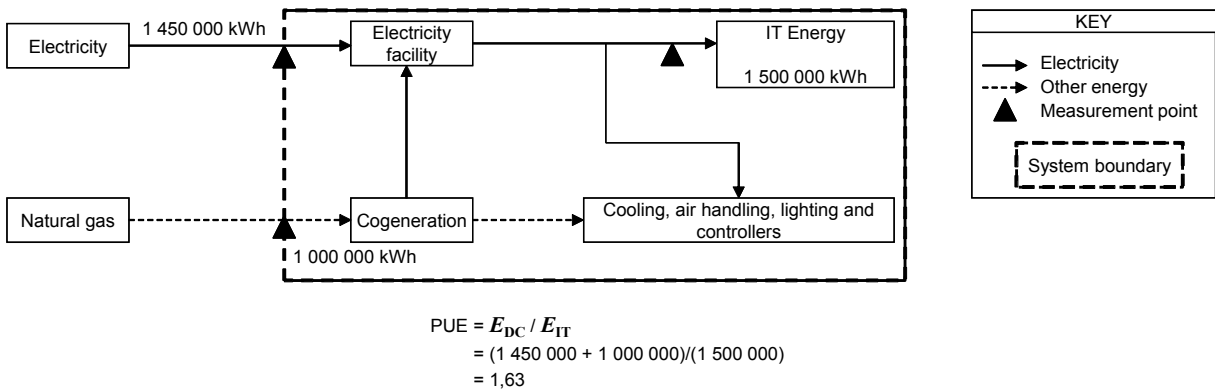 1 450 000 kWh
Electricity
Electricity
facility
IT Energy
1 500 000 kWh
Natural gas
Cogeneration
Cooling, air handling, lighting and
controllers
1 000 000 kWh
KEY
Electricity
Other energy
Measurement point
System boundary
PUE = E_DC / E_IT
= (1 450 000 + 1 000 000)/(1 500 000)
= 1,63